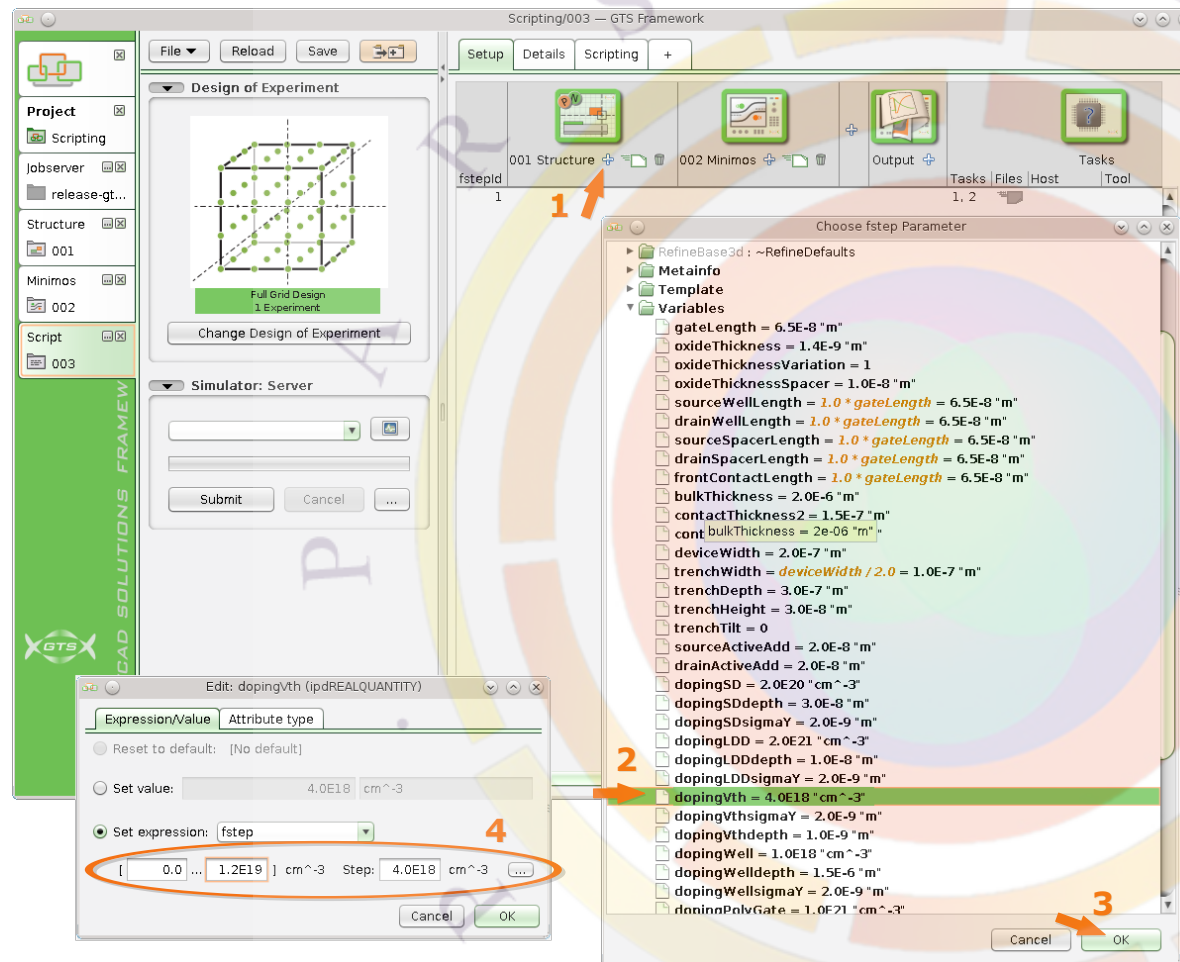 Scripting/003 — GTS Framework
File ▼
Reload
Save
Project
Scripting
Jobserver
release-gt...
Structure
001
Minimos
002
Script
003
CAD SOLUTIONS FRAMEW
GTS
Design of Experiment
Full Grid Design
1 Experiment
Change Design of Experiment
Simulator: Server
Submit
Cancel
...
Setup
Details
Scripting
+
001 Structure
002 Minimos
Output
Tasks
fstepId
Tasks
Files
Host
Tool
1
1, 2
1
Choose fstep Parameter
RefineBase3d : ~RefineDefaults
Metainfo
Template
Variables
gateLength = 6.5E-8 "m"
oxideThickness = 1.4E-9 "m"
oxideThicknessVariation = 1
oxideThicknessSpacer = 1.0E-8 "m"
sourceWellLength = 1.0 * gateLength = 6.5E-8 "m"
drainWellLength = 1.0 * gateLength = 6.5E-8 "m"
sourceSpacerLength = 1.0 * gateLength = 6.5E-8 "m"
drainSpacerLength = 1.0 * gateLength = 6.5E-8 "m"
frontContactLength = 1.0 * gateLength = 6.5E-8 "m"
bulkThickness = 2.0E-6 "m"
contactThickness2 = 1.5E-7 "m"
bulkThickness = 2e-06 "m"
deviceWidth = 2.0E-7 "m"
trenchWidth = deviceWidth / 2.0 = 1.0E-7 "m"
trenchDepth = 3.0E-7 "m"
trenchHeight = 3.0E-8 "m"
trenchTilt = 0
sourceActiveAdd = 2.0E-8 "m"
drainActiveAdd = 2.0E-8 "m"
dopingSD = 2.0E20 "cm^-3"
dopingSDdepth = 3.0E-8 "m"
dopingSDsigmaY = 2.0E-9 "m"
dopingLDD = 2.0E21 "cm^-3"
dopingLDDdepth = 1.0E-8 "m"
dopingLDDsigmaY = 2.0E-9 "m"
2
dopingVth = 4.0E18 "cm^-3"
dopingVthsigmaY = 2.0E-9 "m"
dopingVthdepth = 1.0E-9 "m"
dopingWell = 1.0E18 "cm^-3"
dopingWelldepth = 1.5E-6 "m"
dopingWellsigmaY = 2.0E-9 "m"
dopingPolyGate = 1.0E21 "cm^-3"
3
Cancel
OK
Edit: dopingVth (ipdREALQUANTITY)
Expression/Value
Attribute type
Reset to default: [No default]
Set value: 4.0E18 cm^-3
Set expression: fstep
4
[ 0.0 ... 1.2E19 ] cm^-3 Step: 4.0E18 cm^-3 ...
Cancel
OK